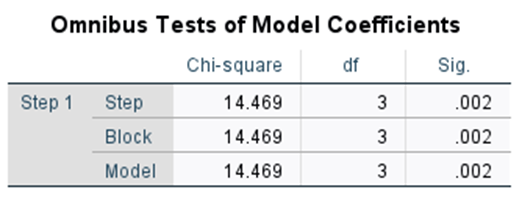 Omnibus Tests of Model Coefficients
Chi-square df Sig.
Step 1 Step 14.469 3 .002
Block 14.469 3 .002
Model 14.469 3 .002